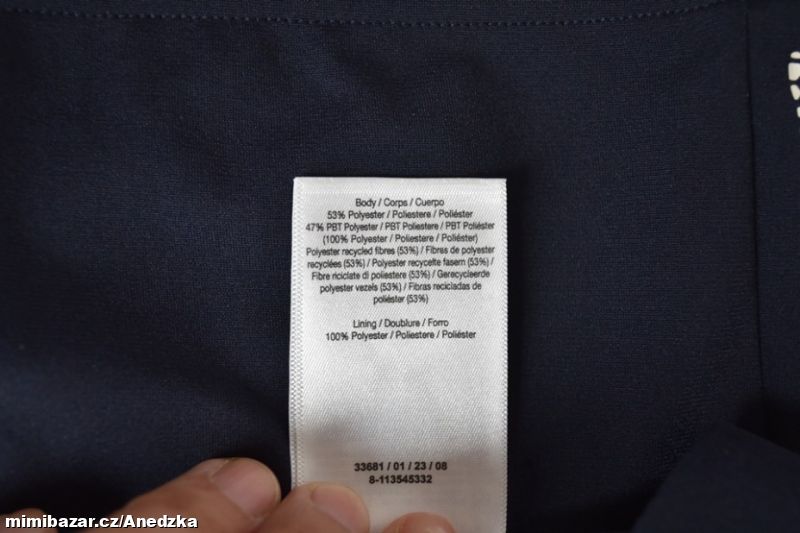 Body / Corps / Cuerpo
53% Polyester / Poliestere / Poliéster
47% PBT Polyester / PBT Poliestere / PBT Poliéster
(100% Polyester / Poliestere / Poliéster)
Polyester recycled fibres (53%) / Fibras de polyester
recyclées (53%) / Polyester recycelte fasern (53%) /
Fibre riciclate di poliestere (53%) / Gerecycleerde
polyester vezels (53%) / Fibras recicladas de
poliéster (53%)
Lining / Doublure / Forro
100% Polyester / Poliestere / Poliéster
33681 / 01 / 23 / 08
8-113545332
mimibazar.cz/Anedzka